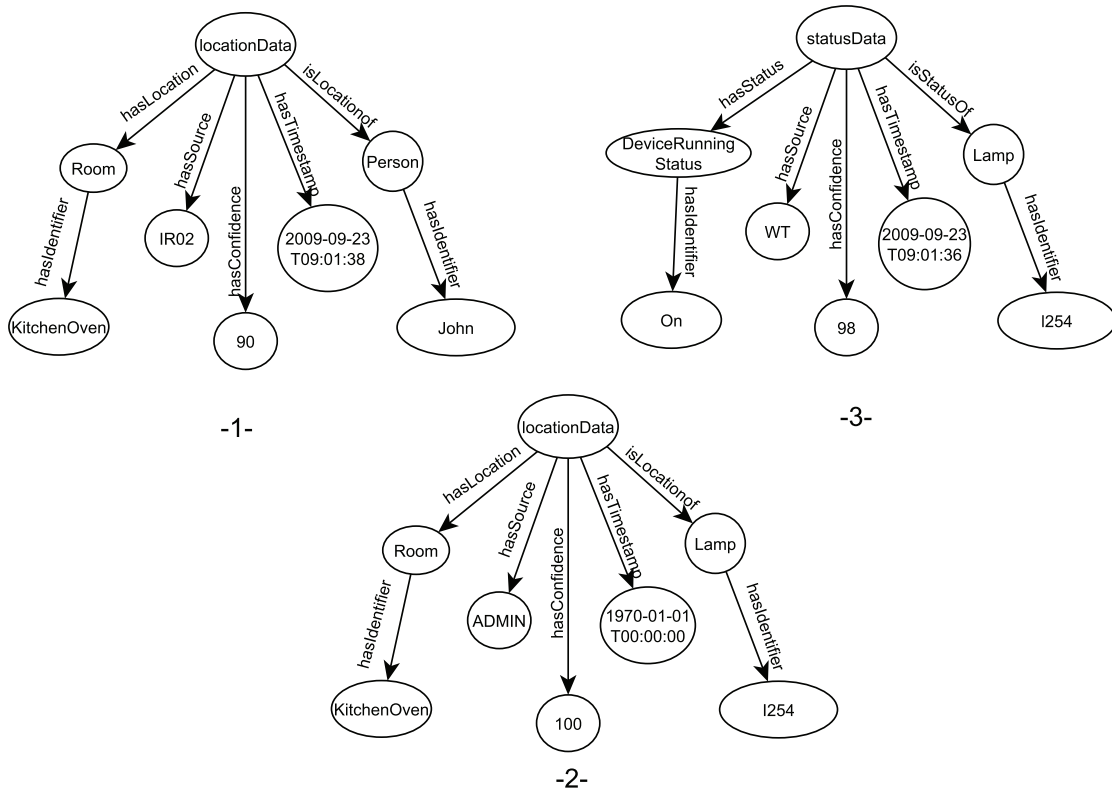 locationData
hasLocation
hasSource
hasConfidence
hasTimestamp
isLocationof
Room
IR02
2009-09-23
T09:01:38
Person
hasIdentifier
hasIdentifier
KitchenOven
90
John
-1-
statusData
hasStatus
hasSource
hasConfidence
hasTimestamp
isStatusOf
DeviceRunning
Status
WT
2009-09-23
T09:01:36
Lamp
hasIdentifier
hasIdentifier
On
98
I254
-3-
locationData
hasLocation
hasSource
hasConfidence
hasTimestamp
isLocationof
Room
ADMIN
1970-01-01
T00:00:00
Lamp
hasIdentifier
hasIdentifier
KitchenOven
100
I254
-2-